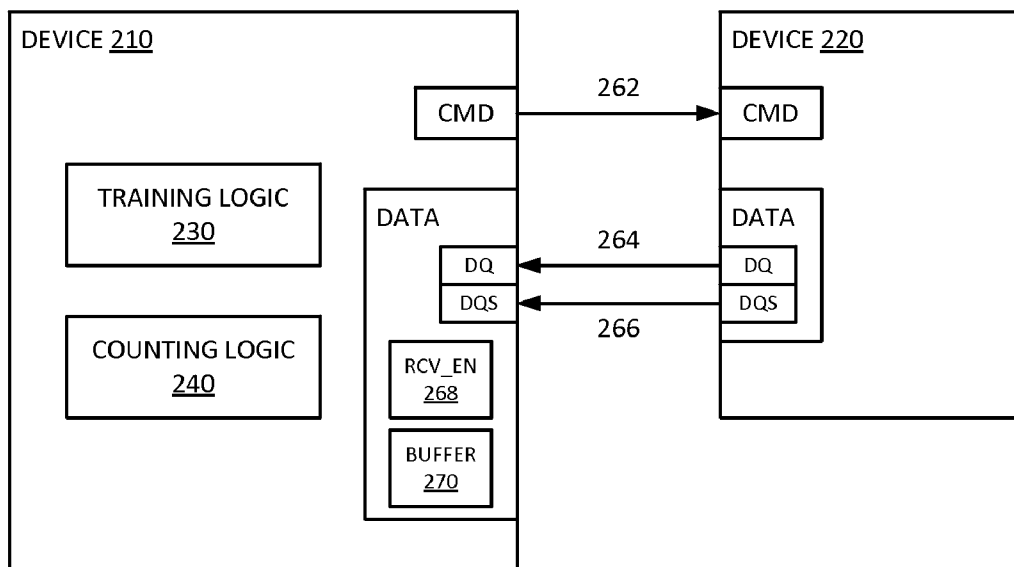 DEVICE 210
DEVICE 220
262
CMD
CMD
TRAINING LOGIC
230
DATA
DATA
264
DQ
DQ
DQS
DQS
266
COUNTING LOGIC
240
RCV_EN
268
BUFFER
270